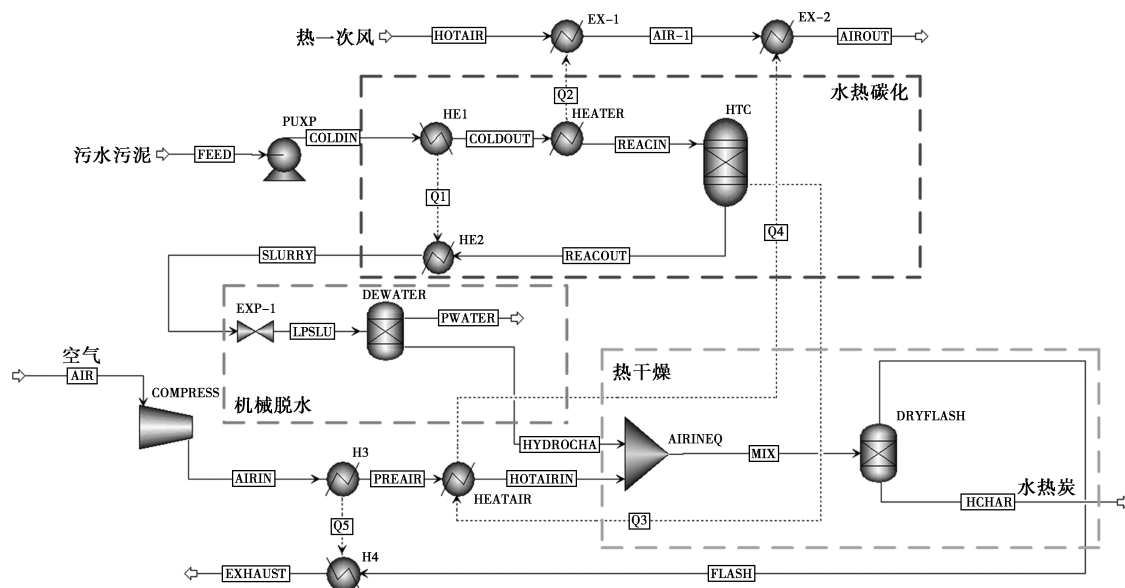 热一次风
HOTAIR
EX-1
AIR-1
EX-2
AIROUT
水热碳化
Q2
HEATER
HTC
PUXP
COLDIN
HE1
COLDOUT
REACIN
污水污泥
FEED
Q1
Q4
HE2
SLURRY
REACOUT
DEWATER
EXP-1
LPSLU
PWATER
空气
AIR
COMPRESS
机械脱水
热干燥
DRYFLASH
HYDROCHA
AIRINEQ
MIX
H3
AIRIN
PREAIR
HEATAIR
HOTAIRIN
水热炭
HCHAR
Q5
Q3
H4
EXHAUST
FLASH